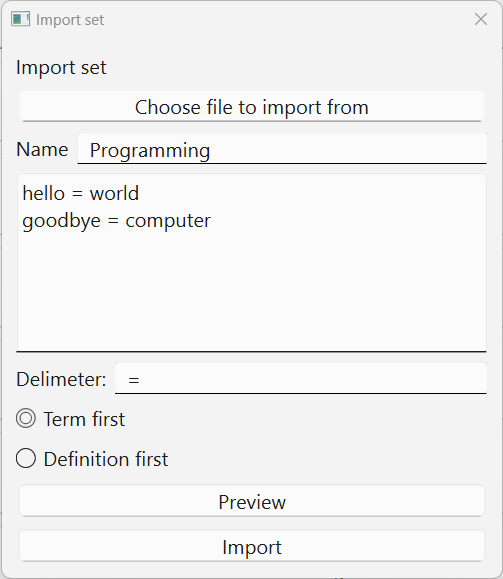 Import set
Import set
Choose file to import from
Name Programming
hello = world
goodbye = computer
Delimeter: =
Term first
Definition first
Preview
Import